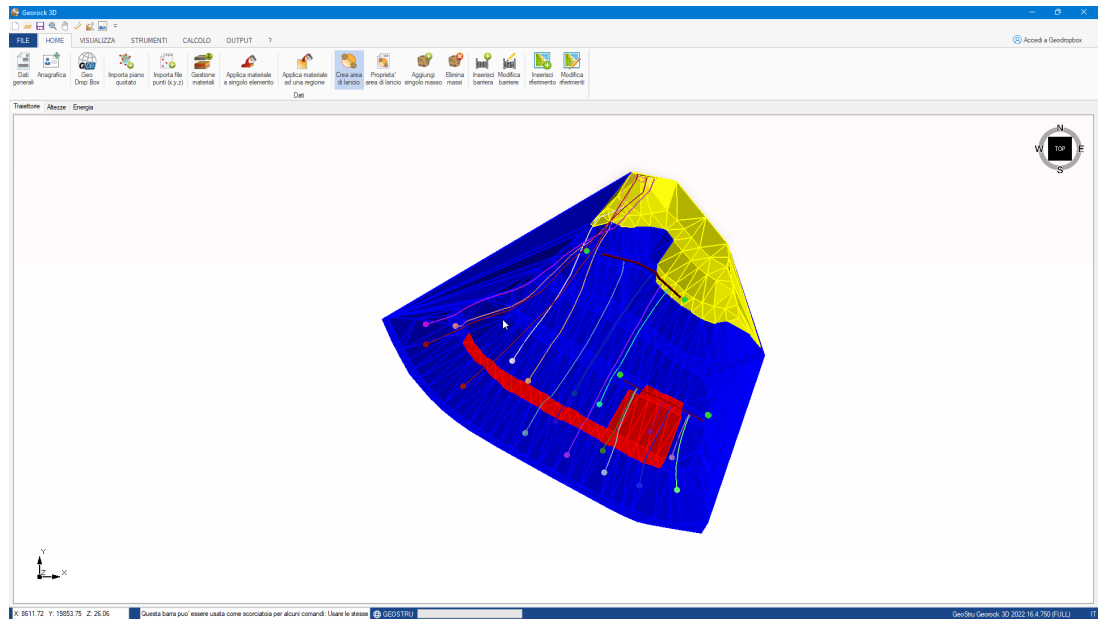 Georock 3D
FILE HOME VISUALIZZA STRUMENTI CALCOLO OUTPUT ?
Accedi a Geodropbox
Dati generali
Anagrafica
Geo Drop Box
Importa piano quotato
Importa file punti (x,y,z)
Gestione materiali
Applica materiale a singolo elemento
Applica materiale ad una regione
Crea area di lancio
Proprieta' area di lancio
Aggiungi singolo masso
Elimina massi
Inserisci barriera
Modifica barriere
Inserisci riferimento
Modifica riferimenti
Dati
Traiettorie Altezze Energia
N
W TOP E
S
Y
Z X
X: 8611.72 Y: 19853.75 Z: 26.06
Questa barra puo' essere usata come scorciatoia per alcuni comandi: Usare le stesse
GEOSTRU
GeoStru Georock 3D 2022.16.4.750 (FULL)
IT